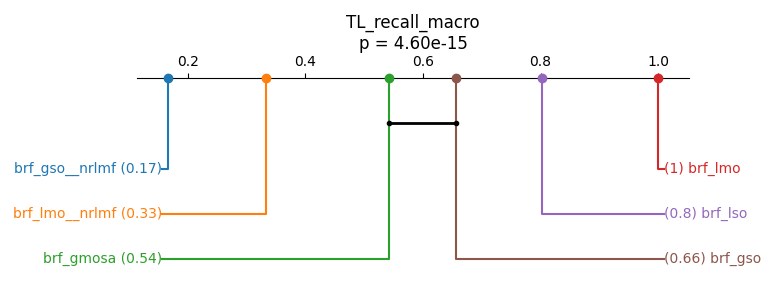 TL_recall_macro
p = 4.60e-15
0.2 0.4 0.6 0.8 1.0
brf_gso__nrlmf (0.17) (1) brf_lmo
brf_lmo__nrlmf (0.33) (0.8) brf_lso
brf_gmosa (0.54) (0.66) brf_gso